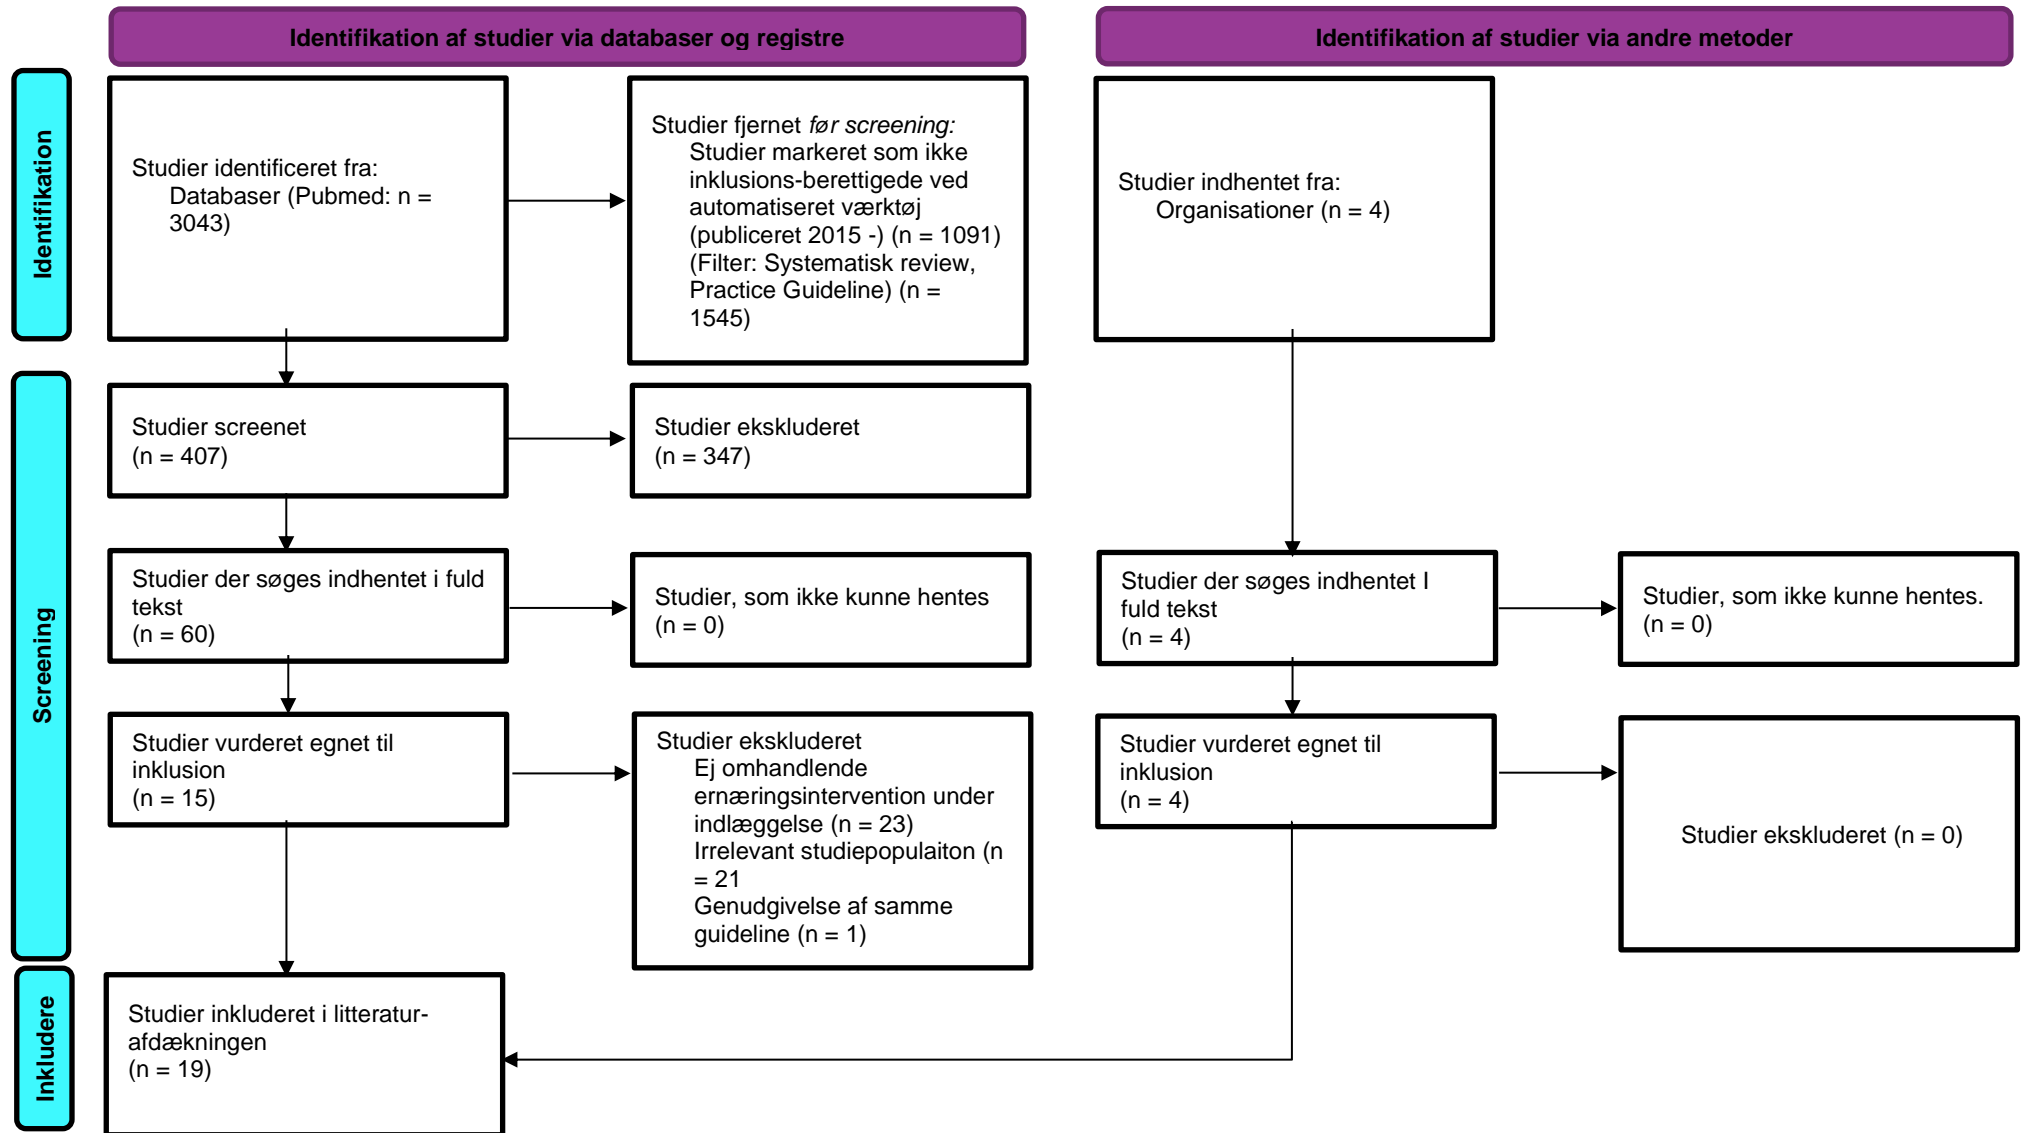 Identifikation af studier via databaser og registre
Identifikation af studier via andre metoder
Identifikation
Studier identificeret fra:
Databaser (Pubmed: n =
3043)
Studier fjernet før screening:
Studier markeret som ikke
inklusions-berettigede ved
automatiseret værktøj
(publiceret 2015 -) (n = 1091)
(Filter: Systematisk review,
Practice Guideline) (n =
1545)
Studier indhentet fra:
Organisationer (n = 4)
Screening
Studier screenet
(n = 407)
Studier ekskluderet
(n = 347)
Studier der søges indhentet i fuld
tekst
(n = 60)
Studier, som ikke kunne hentes
(n = 0)
Studier der søges indhentet I
fuld tekst
(n = 4)
Studier, som ikke kunne hentes.
(n = 0)
Studier vurderet egnet til
inklusion
(n = 15)
Studier ekskluderet
Ej omhandlende
ernæringsintervention under
indlæggelse (n = 23)
Irrelevant studiepopulaiton (n
= 21
Genudgivelse af samme
guideline (n = 1)
Studier vurderet egnet til
inklusion
(n = 4)
Studier ekskluderet (n = 0)
Inkludere
Studier inkluderet i litteratur-
afdækningen
(n = 19)